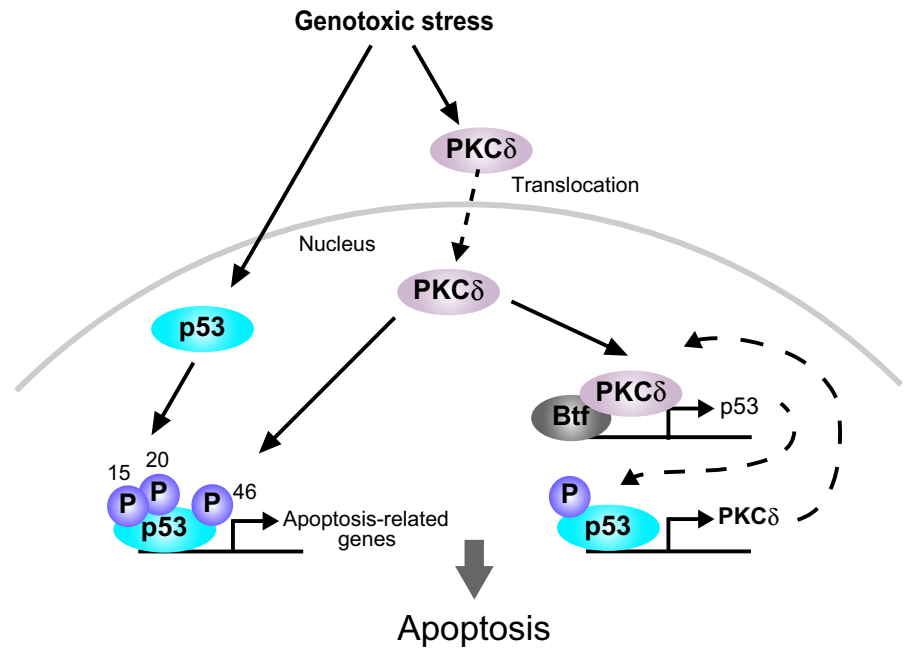 Genotoxic stress
PKCδ
Translocation
Nucleus
PKCδ
p53
PKCδ
Btf
p53
15
20
P
P
P
46
p53
Apoptosis-related
genes
P
p53
PKCδ
Apoptosis